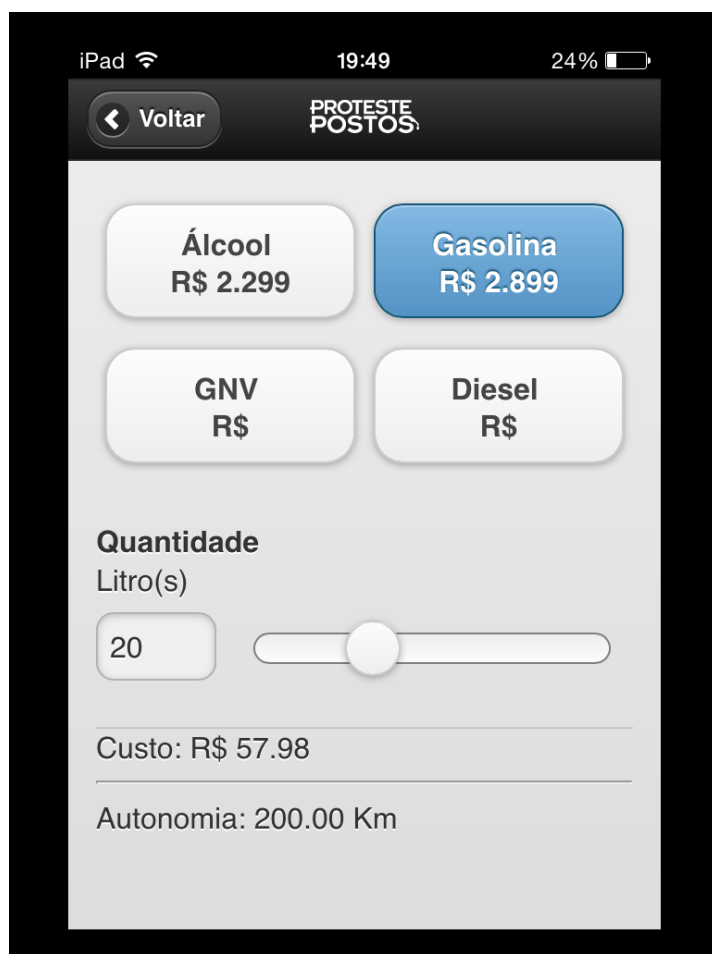 iPad 19:49 24%
Voltar
PROTESTE
POSTOS
Álcool
R$ 2.299
Gasolina
R$ 2.899
GNV
R$
Diesel
R$
Quantidade
Litro(s)
20
Custo: R$ 57.98
Autonomia: 200.00 Km